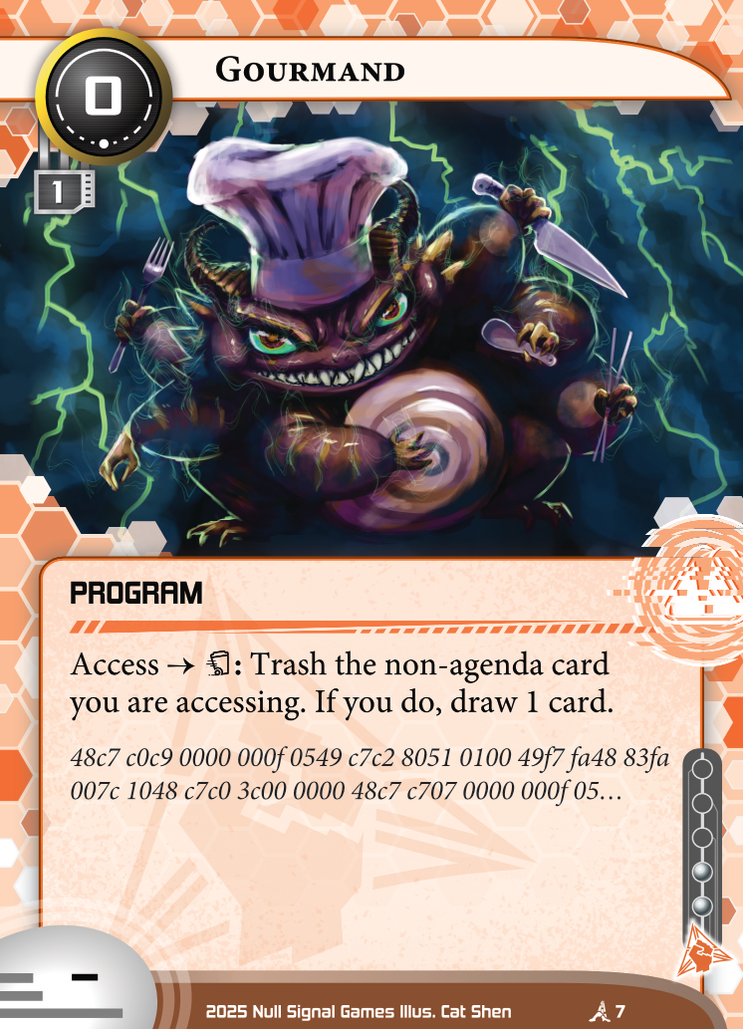 0
Gourmand
1
PROGRAM
Access → : Trash the non-agenda card
you are accessing. If you do, draw 1 card.
48c7 c0c9 0000 000f 0549 c7c2 8051 0100 49f7 fa48 83fa
007c 1048 c7c0 3c00 0000 48c7 c707 0000 000f 05…
-
2025 Null Signal Games Illus. Cat Shen
7